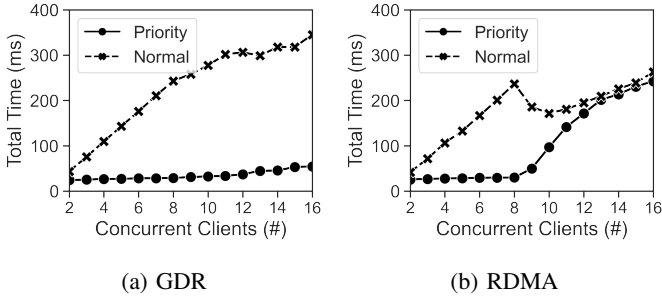 400
300
200
100
0
Total Time (ms)
Priority
Normal
2 4 6 8 10 12 14 16
Concurrent Clients (#)
(a) GDR
400
300
200
100
0
Total Time (ms)
Priority
Normal
2 4 6 8 10 12 14 16
Concurrent Clients (#)
(b) RDMA